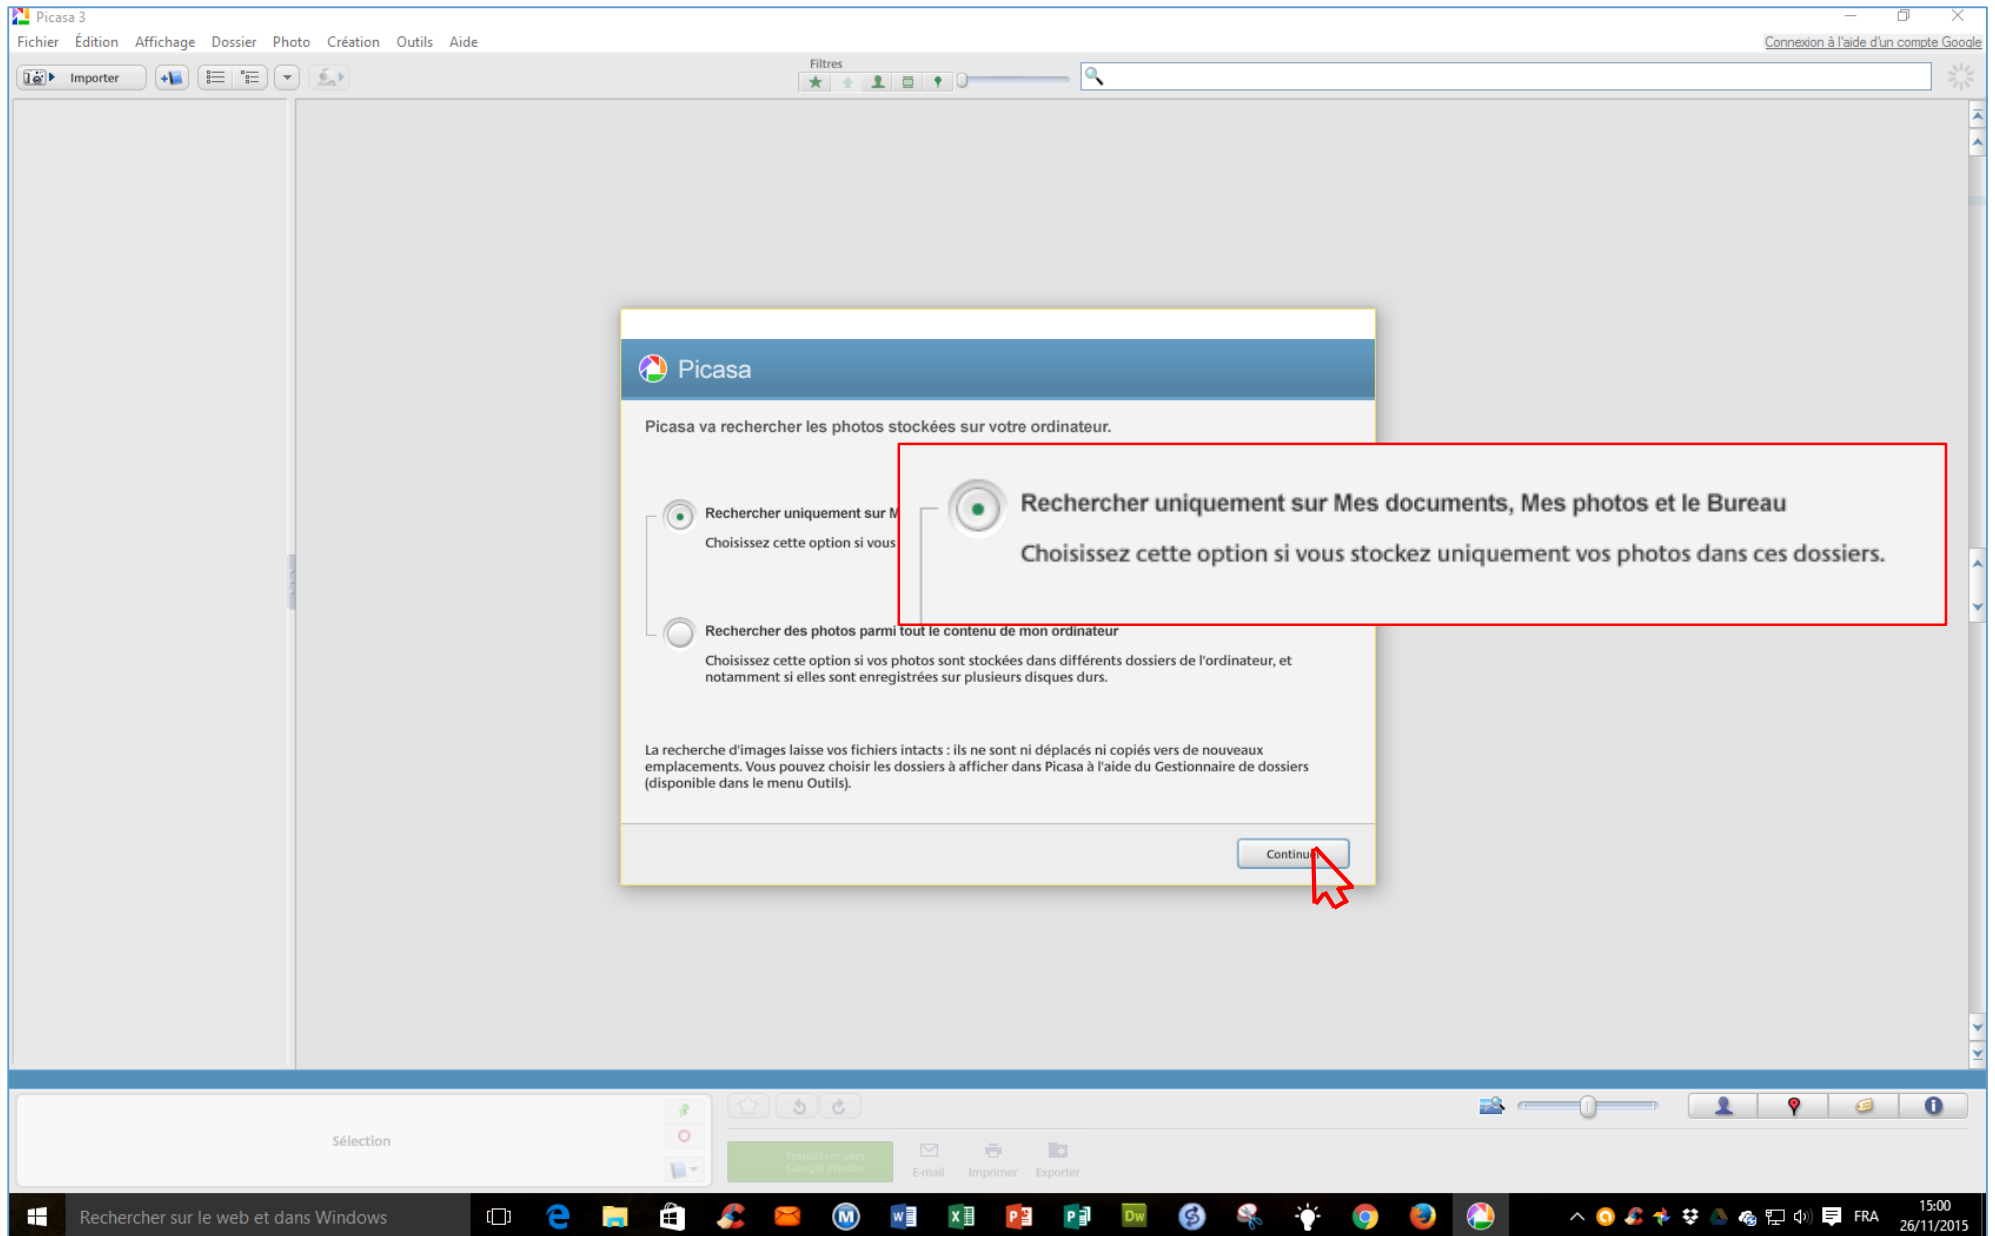 Picasa 3
Fichier Édition Affichage Dossier Photo Création Outils Aide
Connexion à l'aide d'un compte Google
Importer
Filtres
Picasa
Picasa va rechercher les photos stockées sur votre ordinateur.
Rechercher uniquement sur M
Choisissez cette option si vous
Rechercher uniquement sur Mes documents, Mes photos et le Bureau
Choisissez cette option si vous stockez uniquement vos photos dans ces dossiers.
Rechercher des photos parmi tout le contenu de mon ordinateur
Choisissez cette option si vos photos sont stockées dans différents dossiers de l'ordinateur, et
notamment si elles sont enregistrées sur plusieurs disques durs.
La recherche d'images laisse vos fichiers intacts : ils ne sont ni déplacés ni copiés vers de nouveaux
emplacements. Vous pouvez choisir les dossiers à afficher dans Picasa à l'aide du Gestionnaire de dossiers
(disponible dans le menu Outils).
Continuer
Sélection
Transférer vers
Google Photos
E-mail Imprimer Exporter
Rechercher sur le web et dans Windows
FRA
15:00
26/11/2015